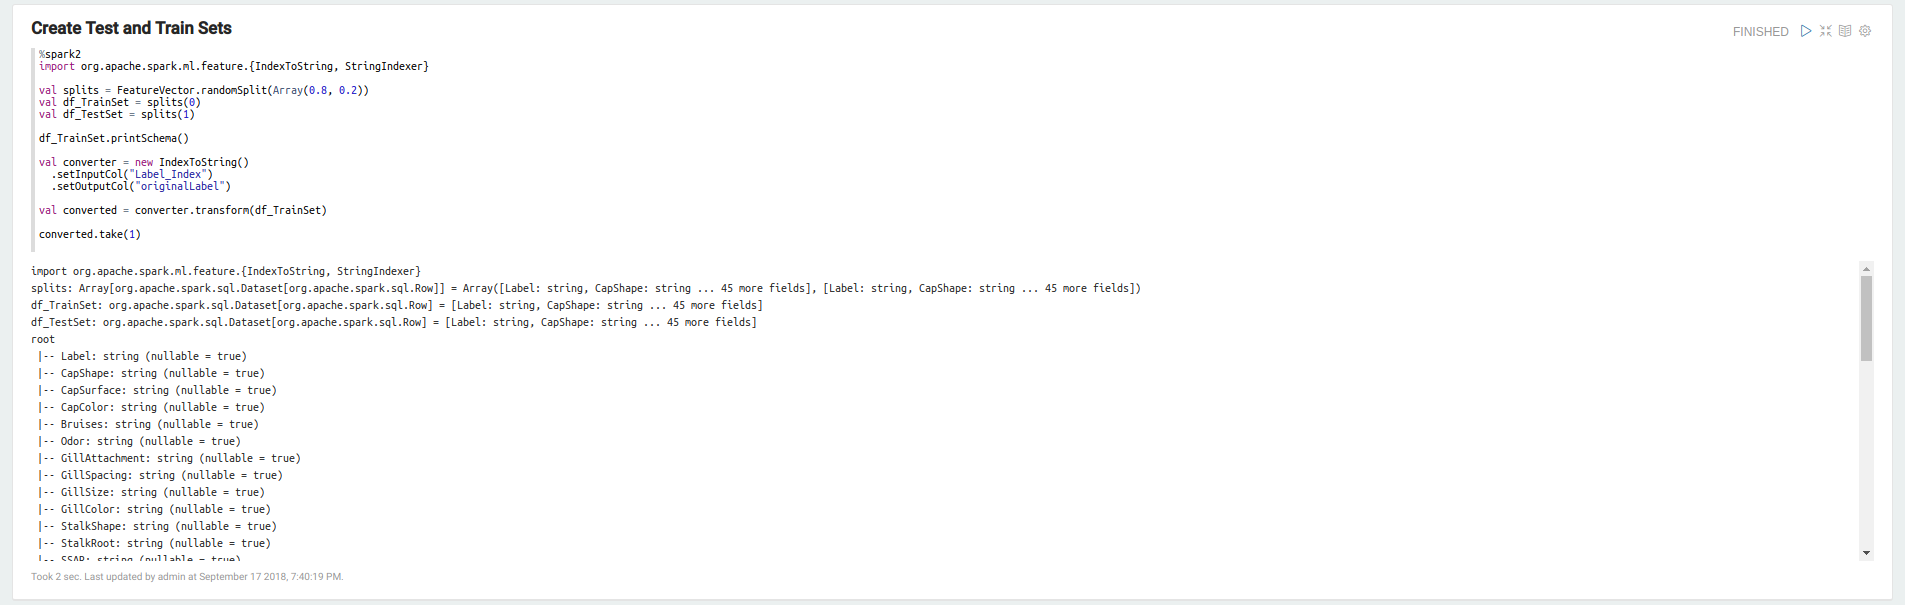 Create Test and Train Sets
FINISHED
%spark2
import org.apache.spark.ml.feature.{IndexToString, StringIndexer}
val splits = FeatureVector.randomSplit(Array(0.8, 0.2))
val df_TrainSet = splits(0)
val df_TestSet = splits(1)
df_TrainSet.printSchema()
val converter = new IndexToString()
.setInputCol("Label_Index")
.setOutputCol("originalLabel")
val converted = converter.transform(df_TrainSet)
converted.take(1)
import org.apache.spark.ml.feature.{IndexToString, StringIndexer}
splits: Array[org.apache.spark.sql.Dataset[org.apache.spark.sql.Row]] = Array([Label: string, CapShape: string ... 45 more fields], [Label: string, CapShape: string ... 45 more fields])
df_TrainSet: org.apache.spark.sql.Dataset[org.apache.spark.sql.Row] = [Label: string, CapShape: string ... 45 more fields]
df_TestSet: org.apache.spark.sql.Dataset[org.apache.spark.sql.Row] = [Label: string, CapShape: string ... 45 more fields]
root
|-- Label: string (nullable = true)
|-- CapShape: string (nullable = true)
|-- CapSurface: string (nullable = true)
|-- CapColor: string (nullable = true)
|-- Bruises: string (nullable = true)
|-- Odor: string (nullable = true)
|-- GillAttachment: string (nullable = true)
|-- GillSpacing: string (nullable = true)
|-- GillSize: string (nullable = true)
|-- GillColor: string (nullable = true)
|-- StalkShape: string (nullable = true)
|-- StalkRoot: string (nullable = true)
|-- SSAR: string (nullable = true)
Took 2 sec. Last updated by admin at September 17 2018, 7:40:19 PM.